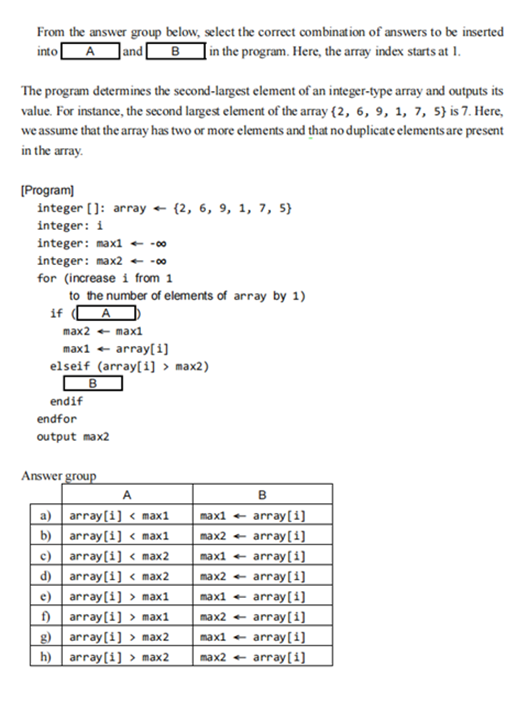 From the answer group below, select the correct combination of answers to be inserted
into A and B in the program. Here, the array index starts at 1.
The program determines the second-largest element of an integer-type array and outputs its
value. For instance, the second largest element of the array {2, 6, 9, 1, 7, 5} is 7. Here,
we assume that the array has two or more elements and that no duplicate elements are present
in the array.
[Program]
integer []: array ← {2, 6, 9, 1, 7, 5}
integer: i
integer: max1 ← -∞
integer: max2 ← -∞
for (increase i from 1
to the number of elements of array by 1)
if ( A )
max2 ← max1
max1 ← array[i]
elseif (array[i] > max2)
B
endif
endfor
output max2
Answer group
A B
a) array[i] < max1 max1 ← array[i]
b) array[i] < max1 max2 ← array[i]
c) array[i] < max2 max1 ← array[i]
d) array[i] < max2 max2 ← array[i]
e) array[i] > max1 max1 ← array[i]
f) array[i] > max1 max2 ← array[i]
g) array[i] > max2 max1 ← array[i]
h) array[i] > max2 max2 ← array[i]